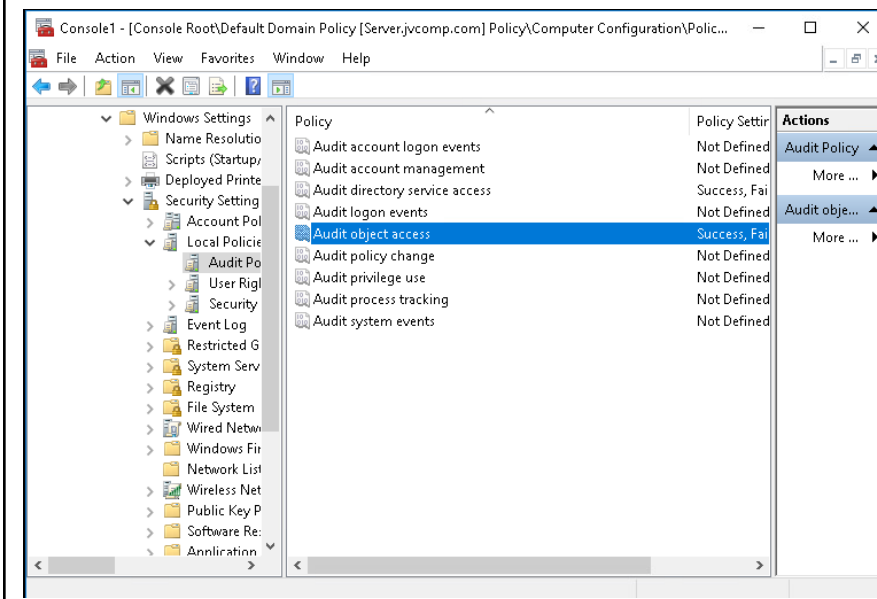 Console1 - [Console Root\Default Domain Policy [Server.jvcomp.com] Policy\Computer Configuration\Polic...
File Action View Favorites Window Help
Windows Settings
Name Resolutio
Scripts (Startup/
Deployed Printe
Security Setting
Account Pol
Local Policie
Audit Po
User Rigl
Security
Event Log
Restricted G
System Serv
Registry
File System
Wired Netw
Windows Fir
Network List
Wireless Net
Public Key P
Software Re:
Application
Policy Policy Settin
Audit account logon events Not Defined
Audit account management Not Defined
Audit directory service access Success, Fai
Audit logon events Not Defined
Audit object access Success, Fai
Audit policy change Not Defined
Audit privilege use Not Defined
Audit process tracking Not Defined
Audit system events Not Defined
Actions
Audit Policy
More ...
Audit obje...
More ...